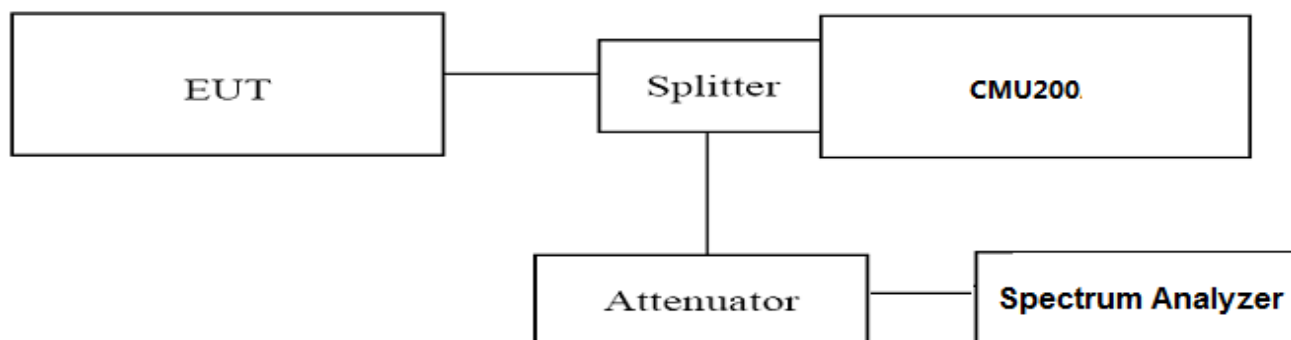 EUT
Splitter
CMU200
Attenuator
Spectrum Analyzer